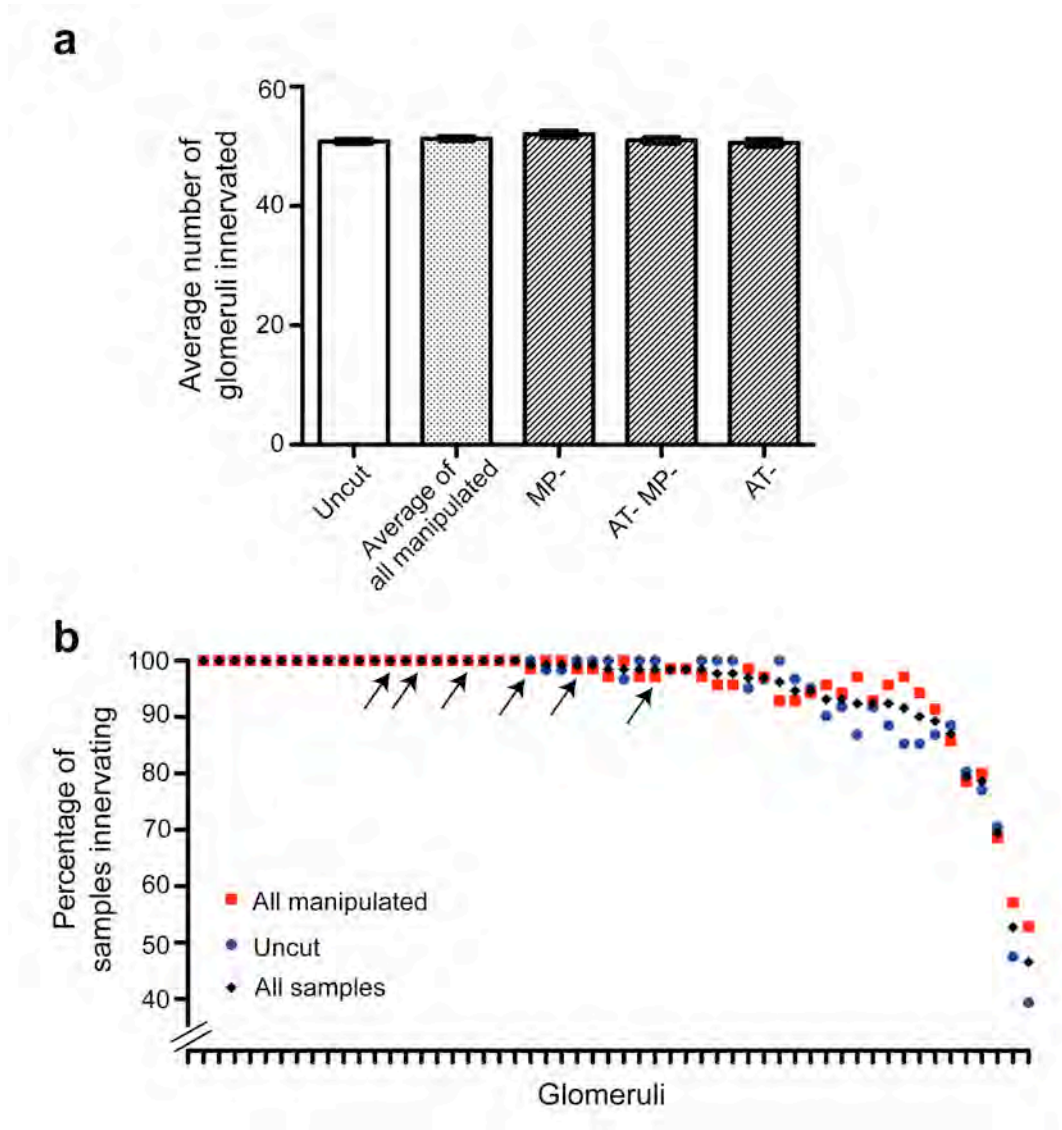 a
Average number of
glomeruli innervated
60
40
20
0
Uncut
Average of
all manipulated
MP-
AT- MP-
AT-
b
Percentage of
samples innervating
100
90
80
70
60
50
40
All manipulated
Uncut
All samples
Glomeruli